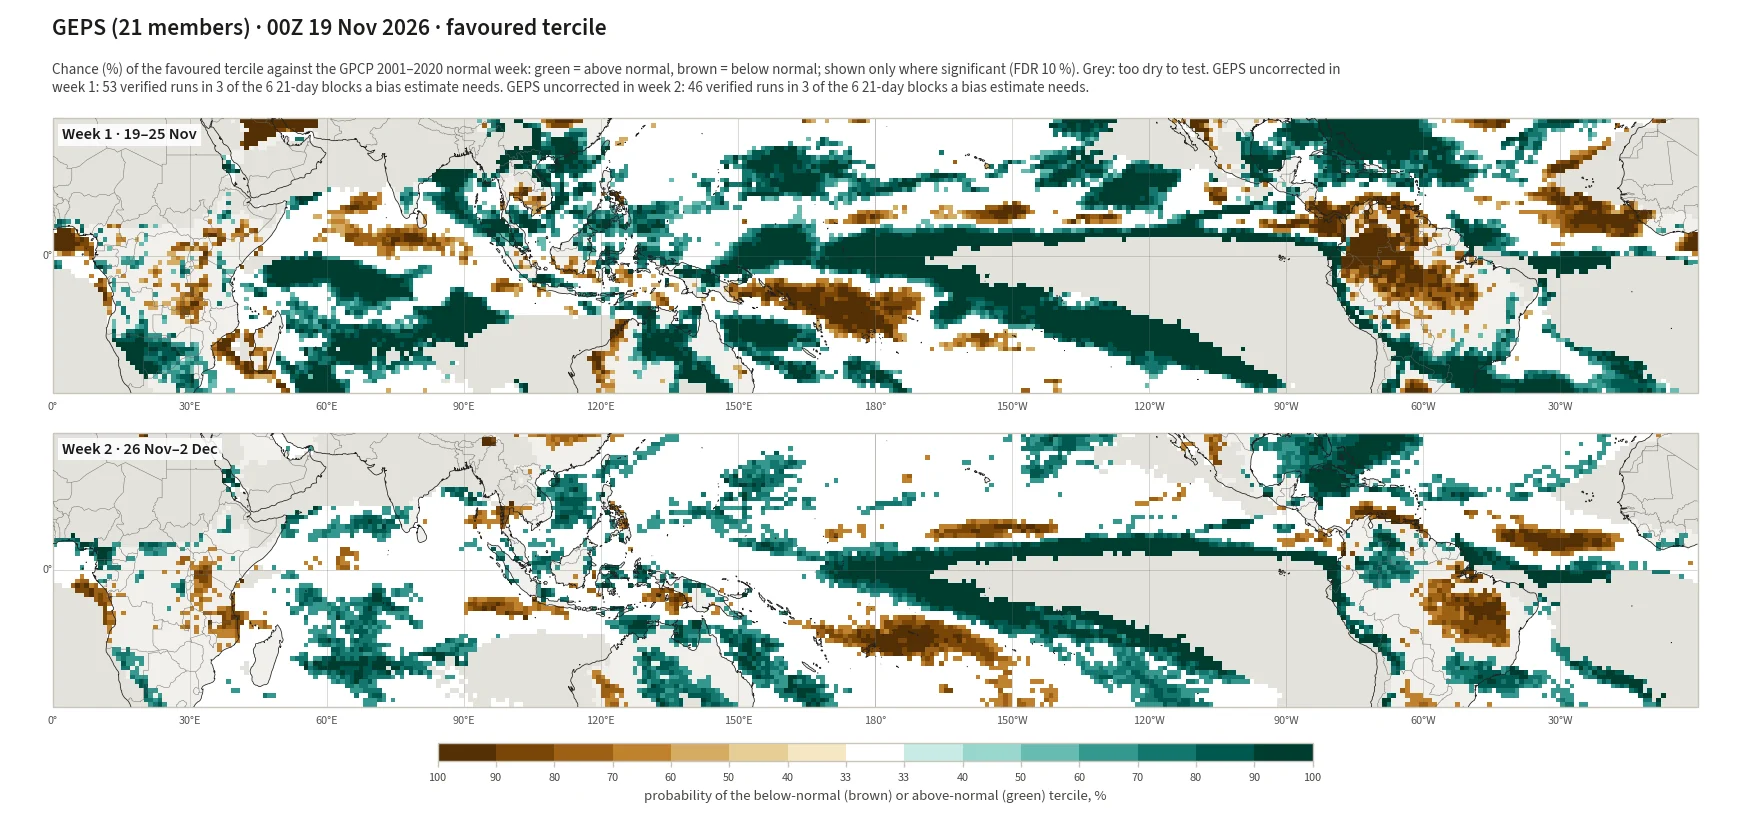 GEPS (21 members) · 00Z 19 Nov 2026 · favoured tercile
Chance (%) of the favoured tercile against the GPCP 2001–2020 normal week: green = above normal, brown = below normal; shown only where significant (FDR 10 %). Grey: too dry to test. GEPS uncorrected in
week 1: 53 verified runs in 3 of the 6 21-day blocks a bias estimate needs. GEPS uncorrected in week 2: 46 verified runs in 3 of the 6 21-day blocks a bias estimate needs.
Week 1 · 19–25 Nov
0°
0° 30°E 60°E 90°E 120°E 150°E 180° 150°W 120°W 90°W 60°W 30°W
Week 2 · 26 Nov–2 Dec
0°
0° 30°E 60°E 90°E 120°E 150°E 180° 150°W 120°W 90°W 60°W 30°W
100 90 80 70 60 50 40 33 33 40 50 60 70 80 90 100
probability of the below-normal (brown) or above-normal (green) tercile, %